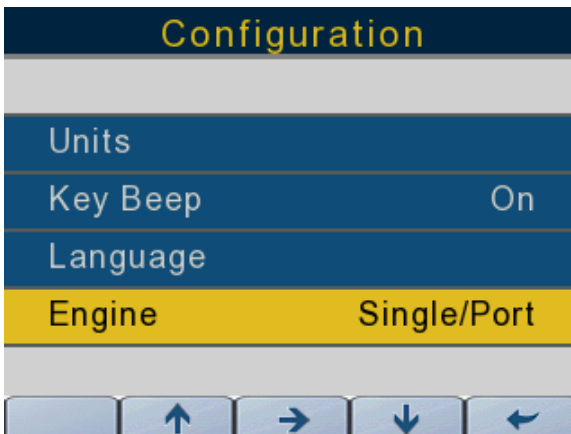 Configuration
Units
Key Beep On
Language
Engine Single/Port